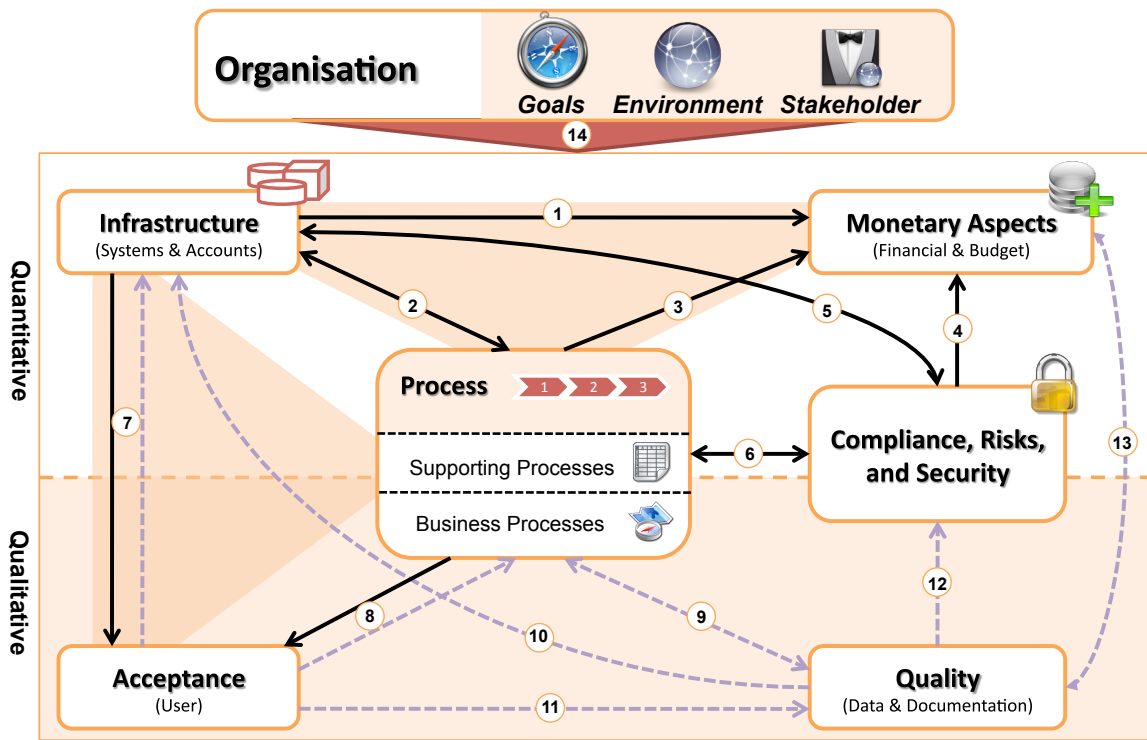 Organisation
Goals
Environment
Stakeholder
14
Infrastructure
(Systems & Accounts)
1
Monetary Aspects
(Financial & Budget)
Quantitative
2
3
5
4
Process
1
2
3
7
Compliance, Risks,
and Security
13
6
Supporting Processes
Business Processes
Qualitative
12
8
9
10
Acceptance
(User)
11
Quality
(Data & Documentation)